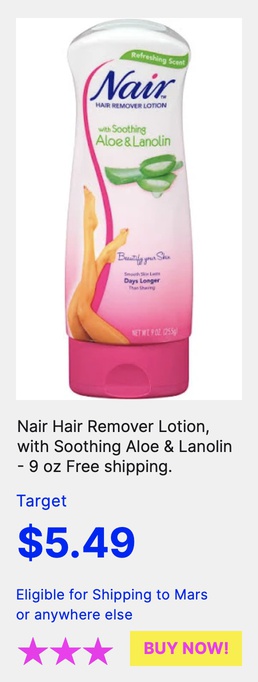 Refreshing Scent
Nair™
HAIR REMOVER LOTION
with Soothing
Aloe & Lanolin
Beautify your Skin
Smooth Skin Lasts
Days Longer
Than Shaving
NET WT 9 OZ (255g)
Nair Hair Remover Lotion,
with Soothing Aloe & Lanolin
- 9 oz Free shipping.
Target
$5.49
Eligible for Shipping to Mars
or anywhere else
BUY NOW!